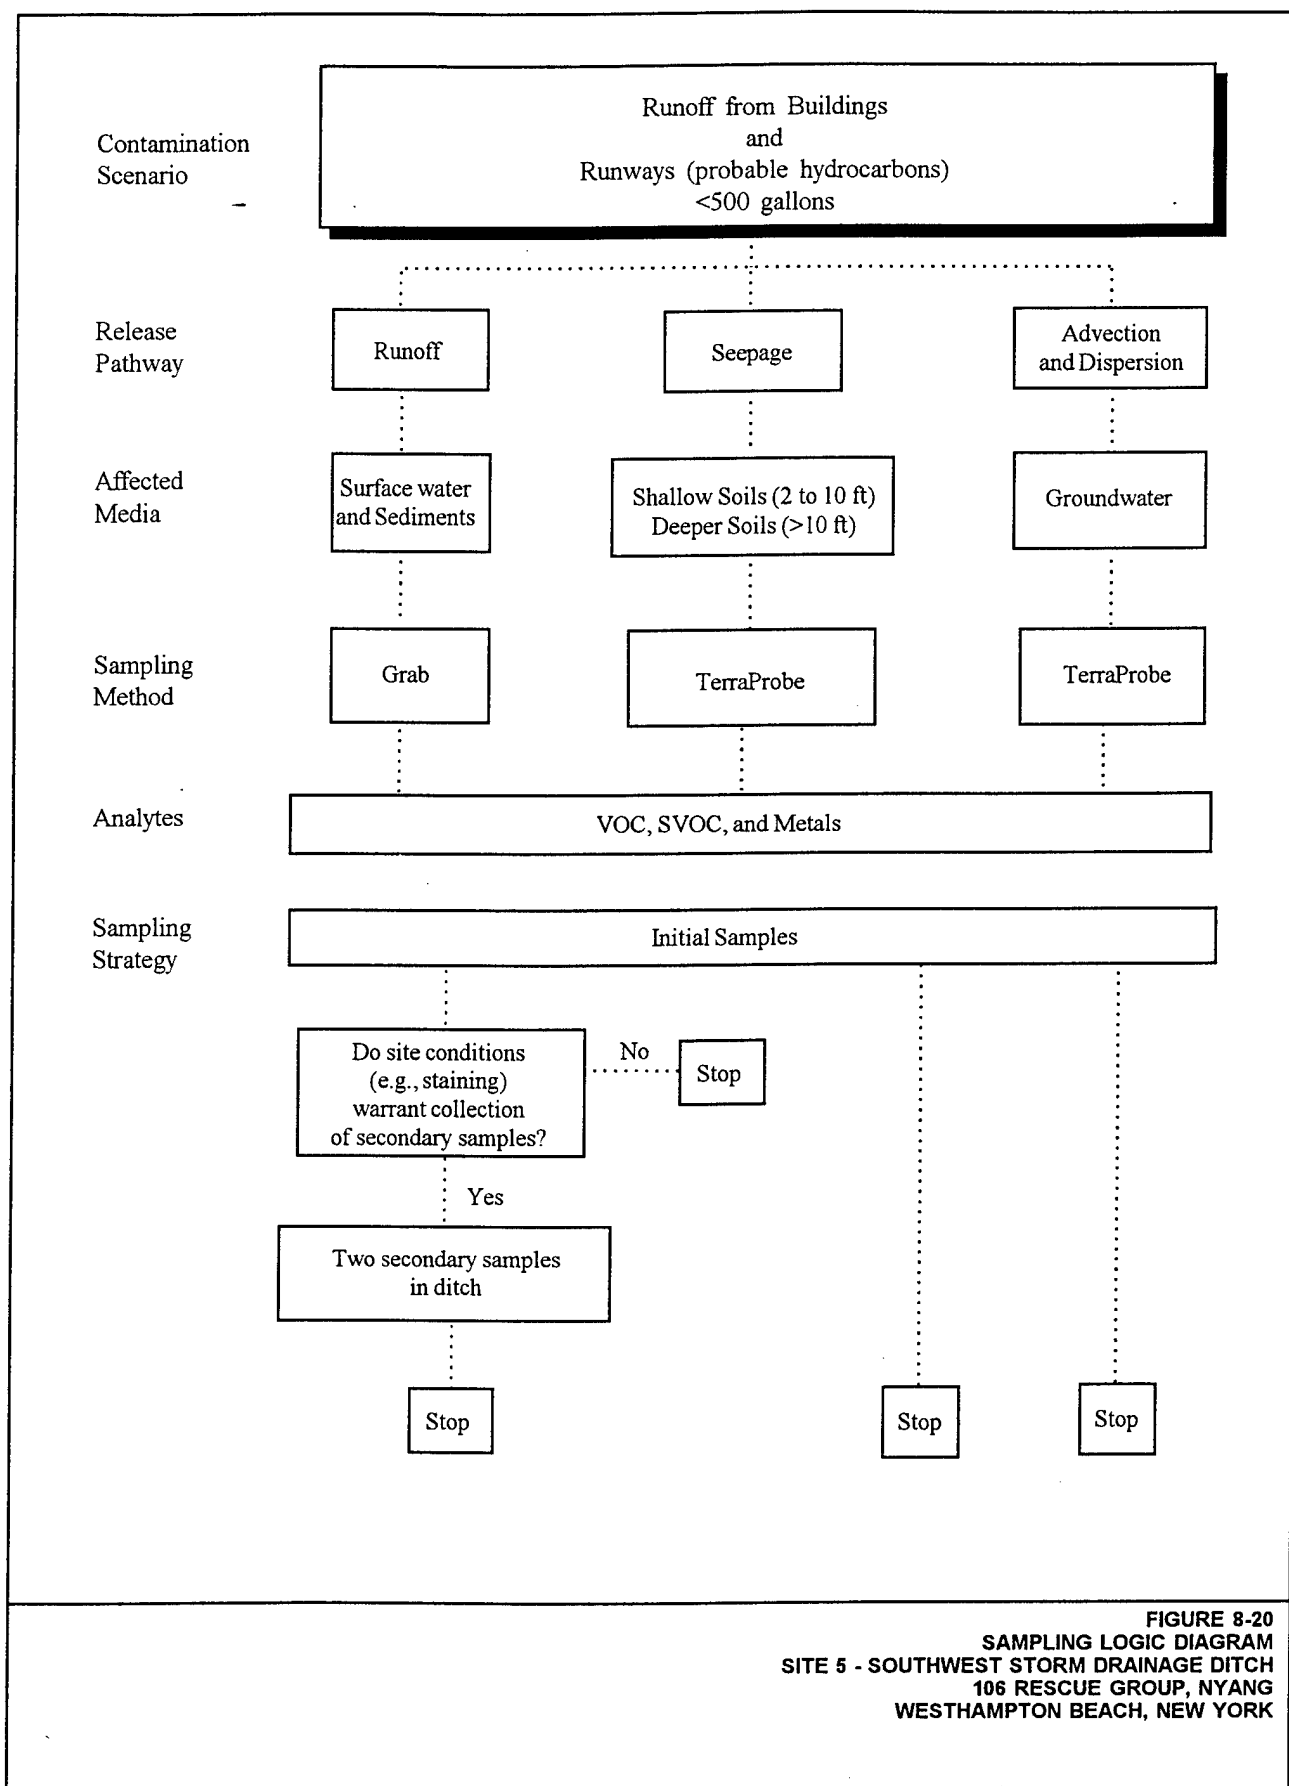 Contamination
Scenario
Runoff from Buildings
and
Runways (probable hydrocarbons)
<500 gallons
Release
Pathway
Runoff
Seepage
Advection
and Dispersion
Affected
Media
Surface water
and Sediments
Shallow Soils (2 to 10 ft)
Deeper Soils (>10 ft)
Groundwater
Sampling
Method
Grab
TerraProbe
TerraProbe
Analytes
VOC, SVOC, and Metals
Sampling
Strategy
Initial Samples
Do site conditions
(e.g., staining)
warrant collection
of secondary samples?
No
Stop
Yes
Two secondary samples
in ditch
Stop
Stop
Stop
FIGURE 8-20
SAMPLING LOGIC DIAGRAM
SITE 5 - SOUTHWEST STORM DRAINAGE DITCH
106 RESCUE GROUP, NYANG
WESTHAMPTON BEACH, NEW YORK